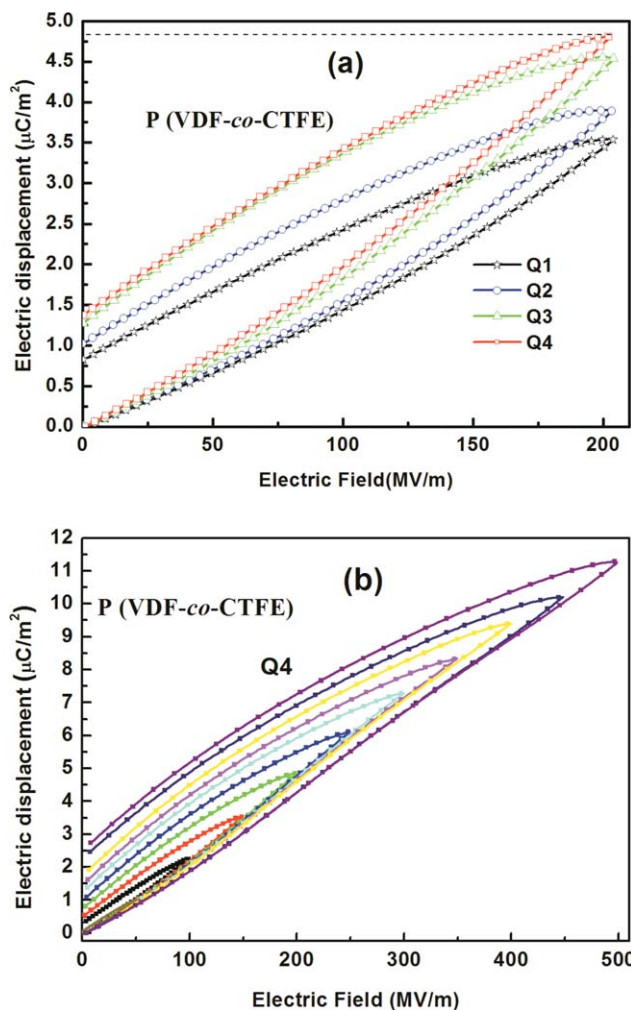 5.0
4.5
4.0
3.5
3.0
2.5
2.0
1.5
1.0
0.5
0.0
Electric displacement (μC/m²)
(a)
P (VDF-co-CTFE)
Q1
Q2
Q3
Q4
0 50 100 150 200
Electric Field(MV/m)
12
11
10
9
8
7
6
5
4
3
2
1
0
Electric displacement (μC/m²)
(b)
P (VDF-co-CTFE)
Q4
0 100 200 300 400 500
Electric Field (MV/m)